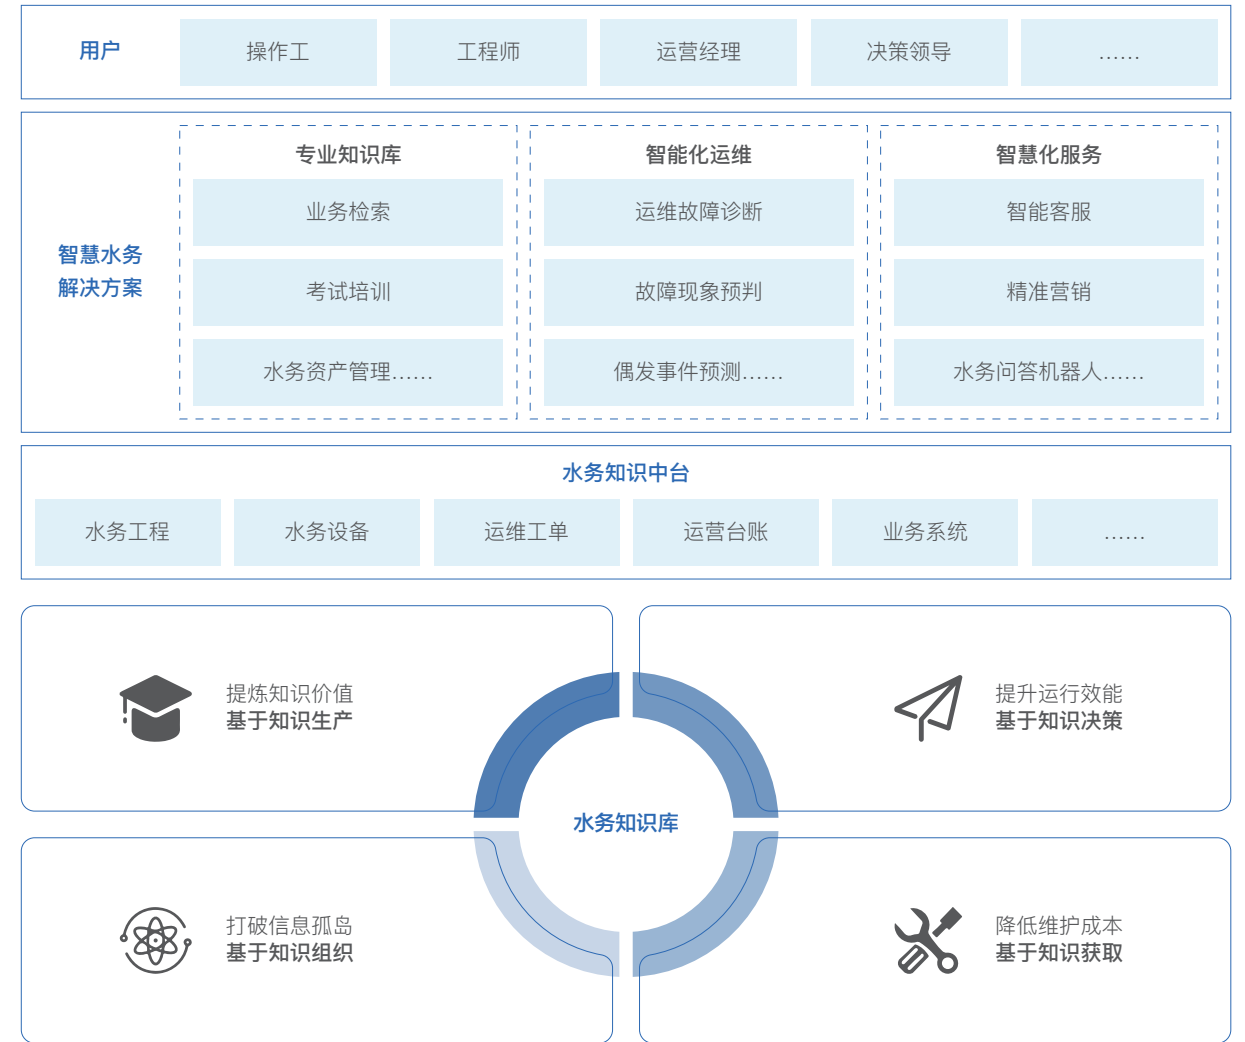 用户
操作工
工程师
运营经理
决策领导
……
智慧水务
解决方案
专业知识库
业务检索
考试培训
水务资产管理……
智能化运维
运维故障诊断
故障现象预判
偶发事件预测……
智慧化服务
智能客服
精准营销
水务问答机器人……
水务知识中台
水务工程
水务设备
运维工单
运营台账
业务系统
……
提炼知识价值
基于知识生产
提升运行效能
基于知识决策
水务知识库
打破信息孤岛
基于知识组织
降低维护成本
基于知识获取